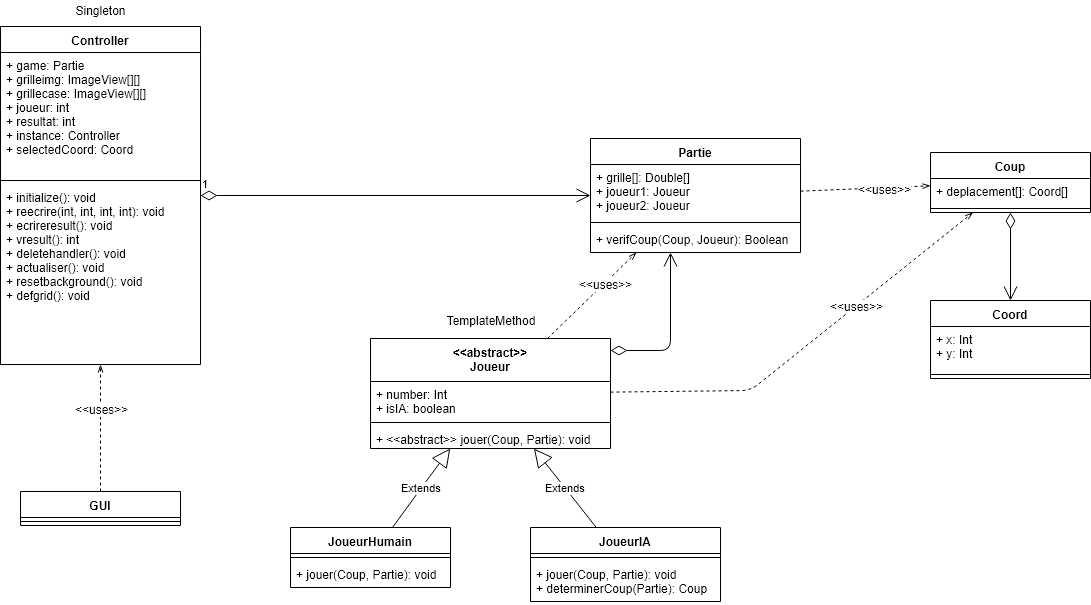 Singleton
Controller
+ game: Partie
+ grilleimg: ImageView[][]
+ grillecase: ImageView[][]
+ joueur: int
+ resultat: int
+ instance: Controller
+ selectedCoord: Coord
+ initialize(): void
+ reecrire(int, int, int, int): void
+ ecrireresult(): void
+ vresult(): int
+ deletehandler(): void
+ actualiser(): void
+ resetbackground(): void
+ defgrid(): void
1
<<uses>>
GUI
Partie
+ grille[]: Double[]
+ joueur1: Joueur
+ joueur2: Joueur
+ verifCoup(Coup, Joueur): Boolean
<<uses>>
Coup
+ deplacement[]: Coord[]
<<uses>>
<<uses>>
Coord
+ x: Int
+ y: Int
TemplateMethod
<<abstract>>
Joueur
+ number: Int
+ isIA: boolean
+ <<abstract>> jouer(Coup, Partie): void
Extends
Extends
JoueurHumain
+ jouer(Coup, Partie): void
JoueurIA
+ jouer(Coup, Partie): void
+ determinerCoup(Partie): Coup